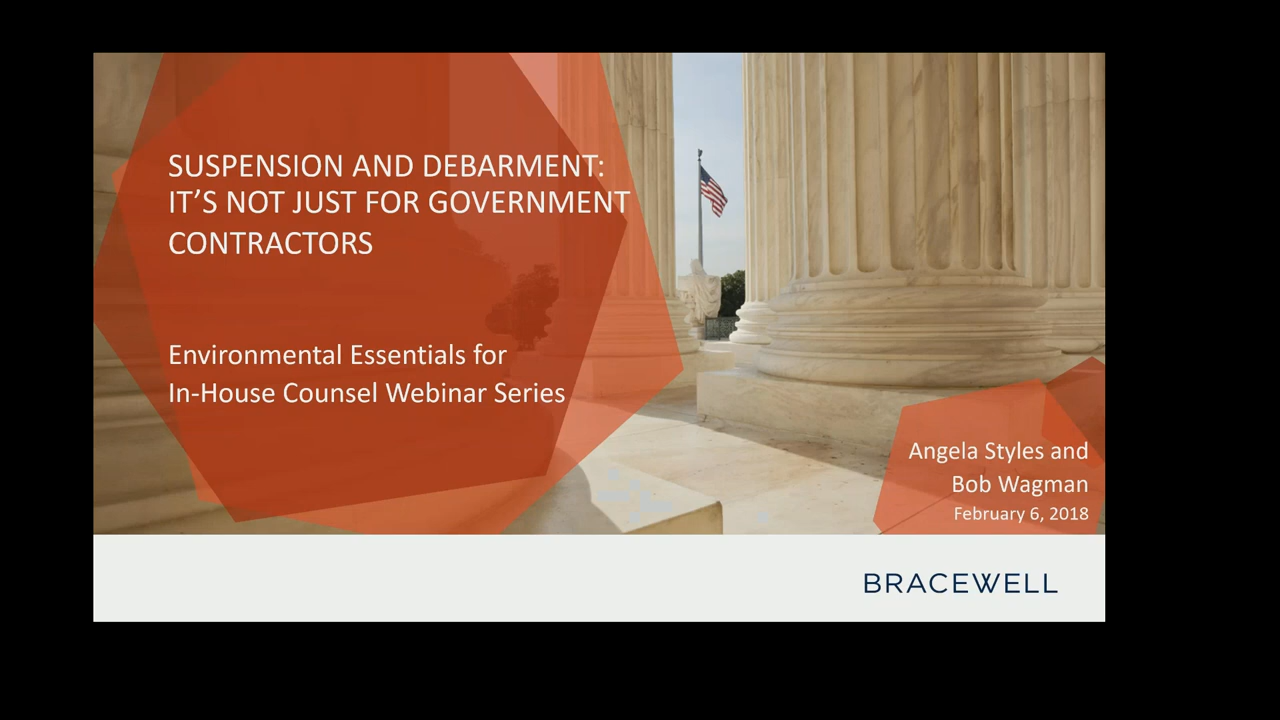 SUSPENSION AND DEBARMENT:
IT’S NOT JUST FOR GOVERNMENT
CONTRACTORS
Environmental Essentials for
In-House Counsel Webinar Series
Angela Styles and
Bob Wagman
February 6, 2018
BRACEWELL